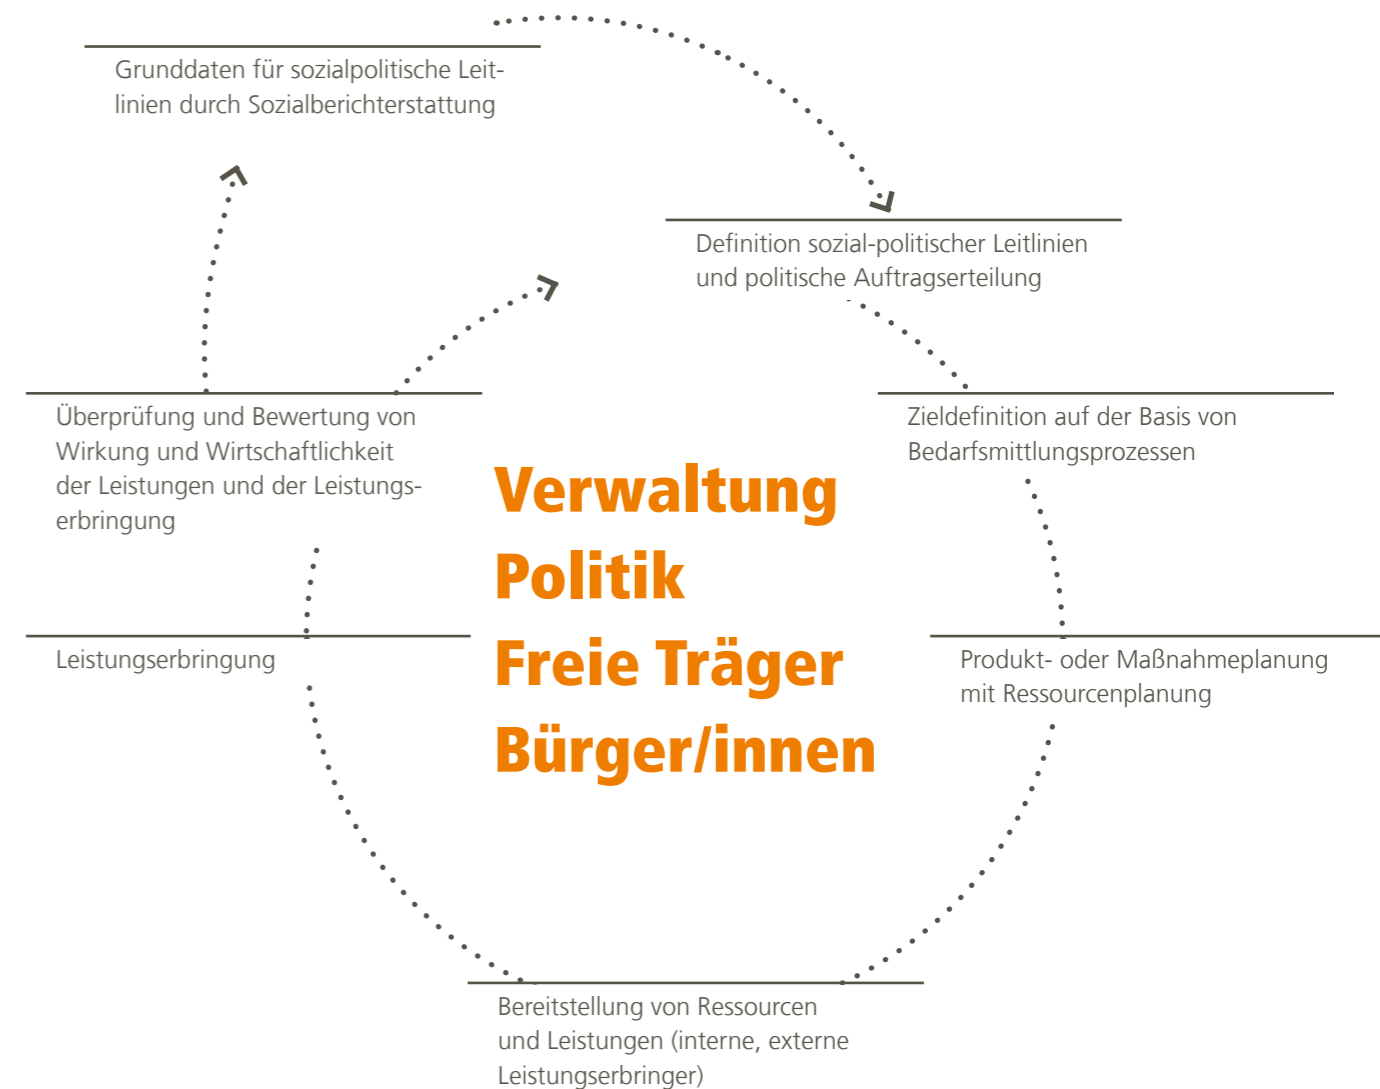 Grunddaten für sozialpolitische Leit-
linien durch Sozialberichterstattung
Definition sozial-politischer Leitlinien
und politische Auftragserteilung
Zieldefinition auf der Basis von
Bedarfsmittlungsprozessen
Produkt- oder Maßnahmeplanung
mit Ressourcenplanung
Bereitstellung von Ressourcen
und Leistungen (interne, externe
Leistungserbringer)
Leistungserbringung
Überprüfung und Bewertung von
Wirkung und Wirtschaftlichkeit
der Leistungen und der Leistungs-
erbringung
Verwaltung
Politik
Freie Träger
Bürger/innen